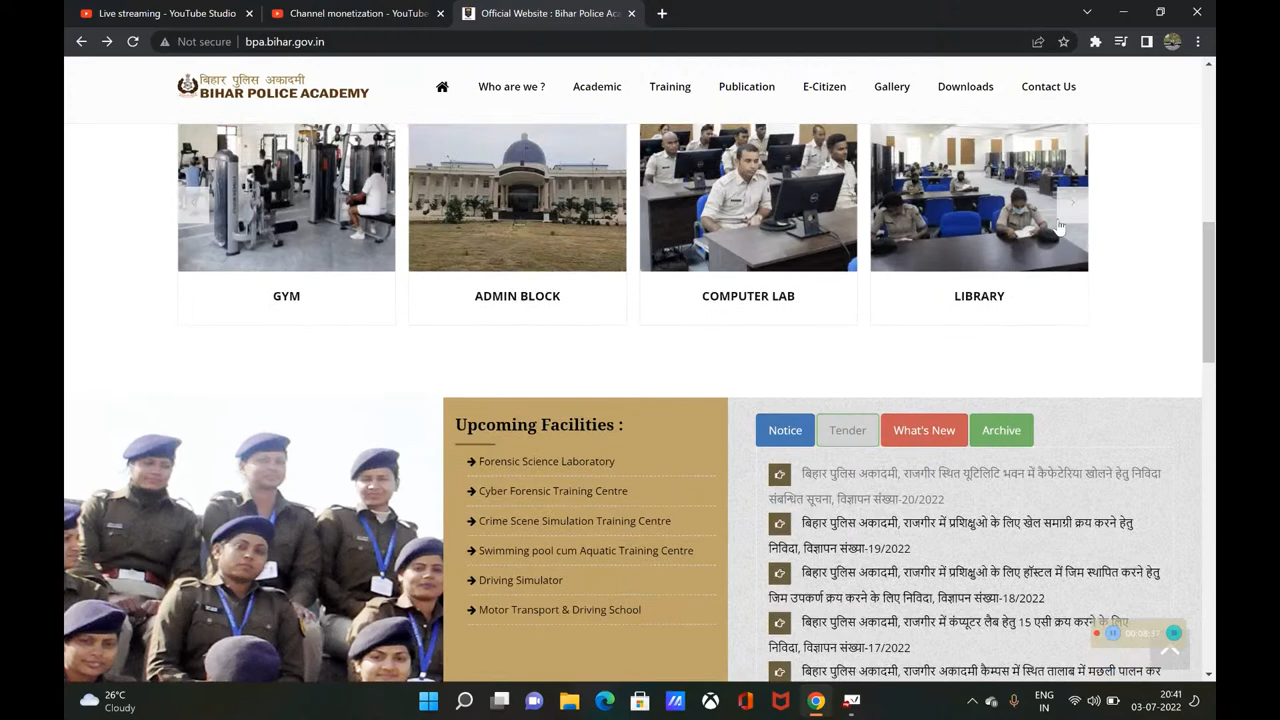 Live streaming - YouTube Studio
Channel monetization - YouTube
Official Website : Bihar Police Aca
Not secure
bpa.bihar.gov.in
बिहार पुलिस अकादमी
BIHAR POLICE ACADEMY
Who are we ?
Academic
Training
Publication
E-Citizen
Gallery
Downloads
Contact Us
GYM
ADMIN BLOCK
COMPUTER LAB
LIBRARY
Upcoming Facilities :
Forensic Science Laboratory
Cyber Forensic Training Centre
Crime Scene Simulation Training Centre
Swimming pool cum Aquatic Training Centre
Driving Simulator
Motor Transport & Driving School
Notice
Tender
What's New
Archive
बिहार पुलिस अकादमी, राजगीर स्थित यूटिलिटि भवन में कैफेटेरिया खोलने हेतु निविदा
संबन्धित सूचना, विज्ञापन संख्या-20/2022
बिहार पुलिस अकादमी, राजगीर में प्रशिक्षुओ के लिए खेल समाग्री क्रय करने हेतु
निविदा, विज्ञापन संख्या-19/2022
बिहार पुलिस अकादमी, राजगीर में प्रशिक्षुओ के लिए हॉस्टल में जिम स्थापित करने हेतु
जिम उपकर्ण क्रय करने के लिए निविदा, विज्ञापन संख्या-18/2022
बिहार पुलिस अकादमी, राजगीर में कंप्यूटर लैब हेतु 15 एसी क्रय करने के लिए
निविदा, विज्ञापन संख्या-17/2022
बिहार पुलिस अकादमी, राजगीर अकादमी कैम्पस में स्थित तालाब में मछली पालन कर
26°C
Cloudy
ENG
IN
20:41
03-07-2022